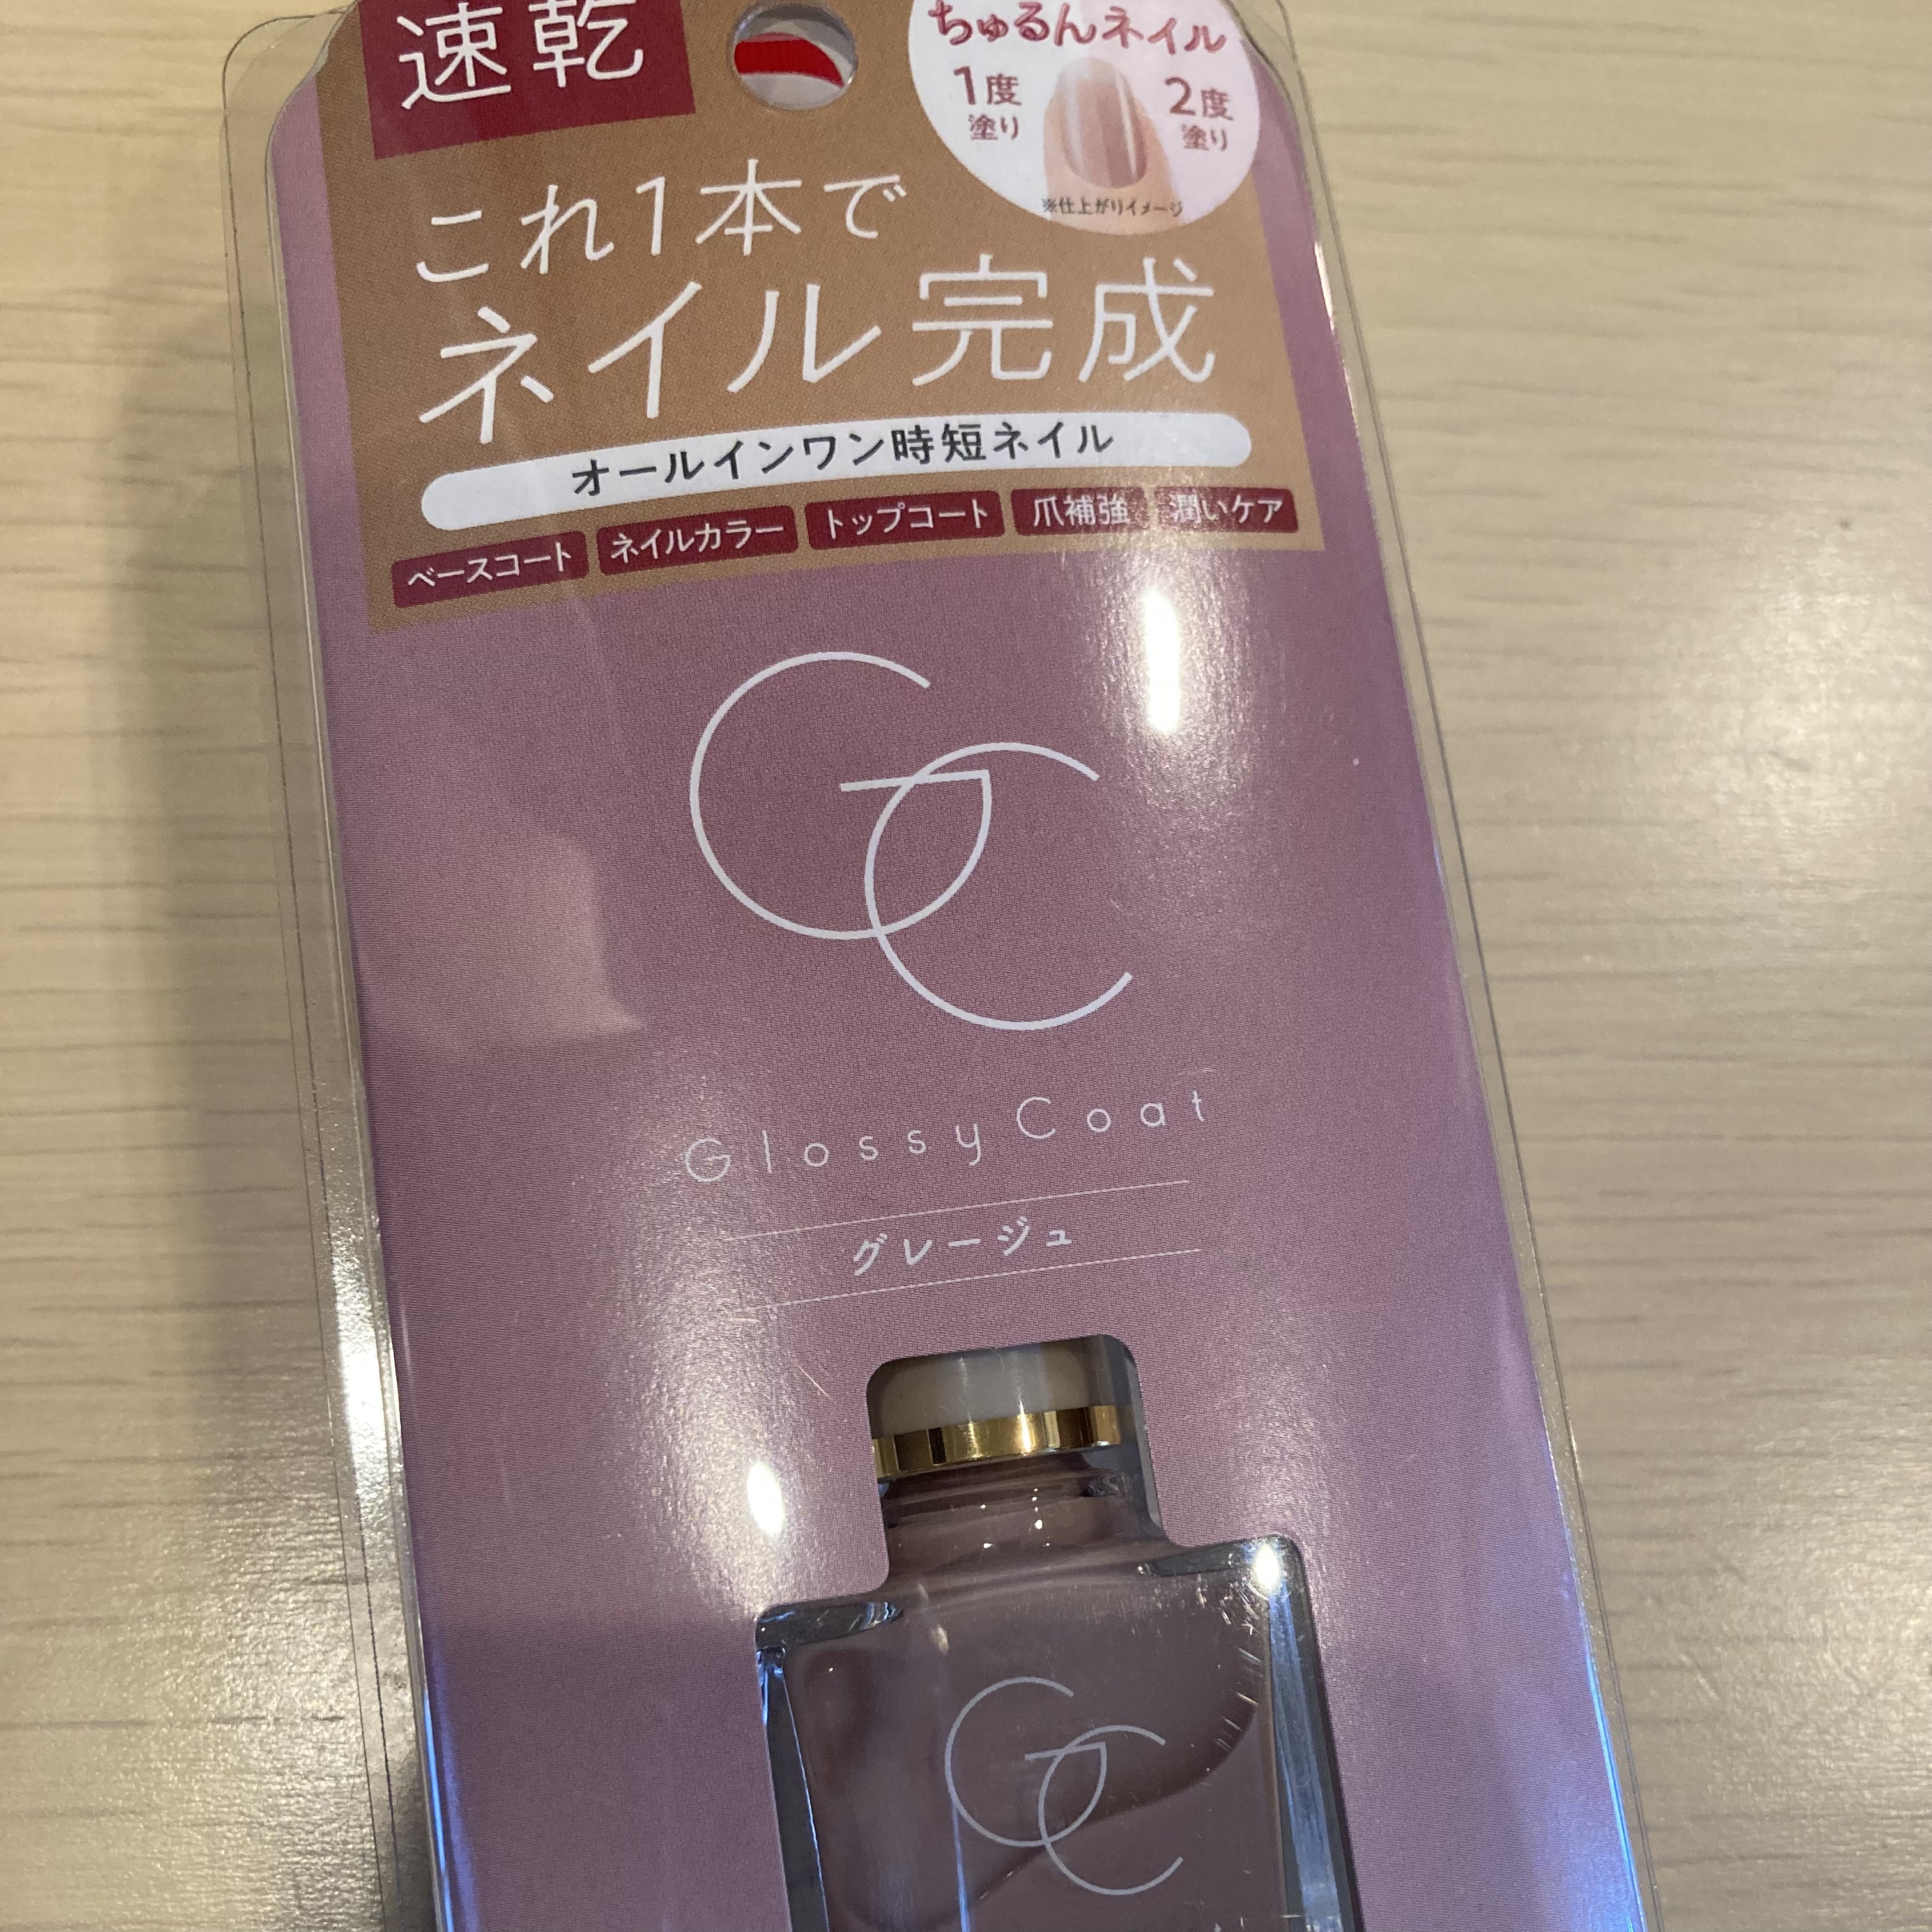 速乾
ちゅるんネイル
1度塗り
2度塗り
※仕上がりイメージ
これ1本で
ネイル完成
オールインワン時短ネイル
ベースコート ネイルカラー トップコート 爪補強 潤いケア
GC
Glossy Coat
グレージュ
GC